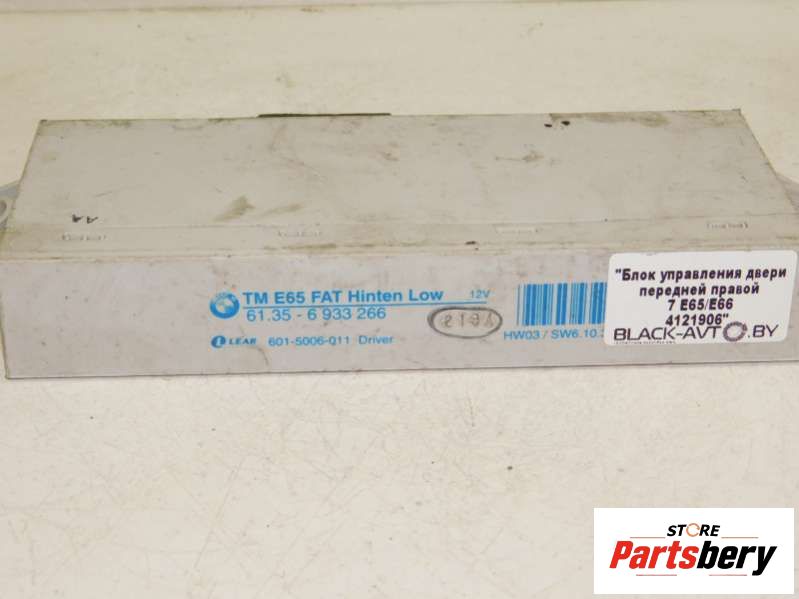 TM E65 FAT Hinten Low 12V
61.35 - 6 933 266
LEAR 601-5006-011 Driver
HW03 / SW6.10.
"Блок управления двери
передней правой
7 E65/E66
4121906"
BLACK-AVTO.BY
STORE
Partsbery